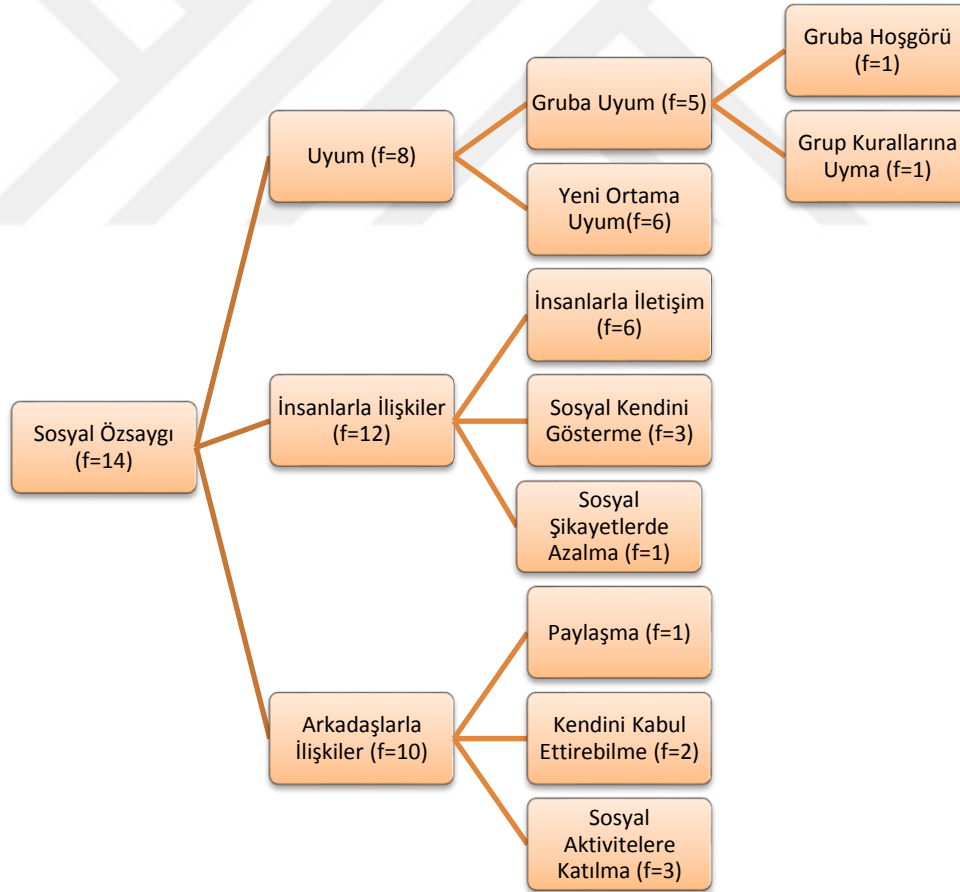 Sosyal Özsaygı
(f=14)
Uyum (f=8)
Gruba Uyum (f=5)
Gruba Hoşgörü
(f=1)
Grup Kurallarına
Uyma (f=1)
Yeni Ortama
Uyum(f=6)
İnsanlarla İlişkiler
(f=12)
İnsanlarla İletişim
(f=6)
Sosyal Kendini
Gösterme (f=3)
Sosyal
Şikayetlerde
Azalma (f=1)
Arkadaşlarla
İlişkiler (f=10)
Paylaşma (f=1)
Kendini Kabul
Ettirebilme (f=2)
Sosyal
Aktivitelere
Katılma (f=3)